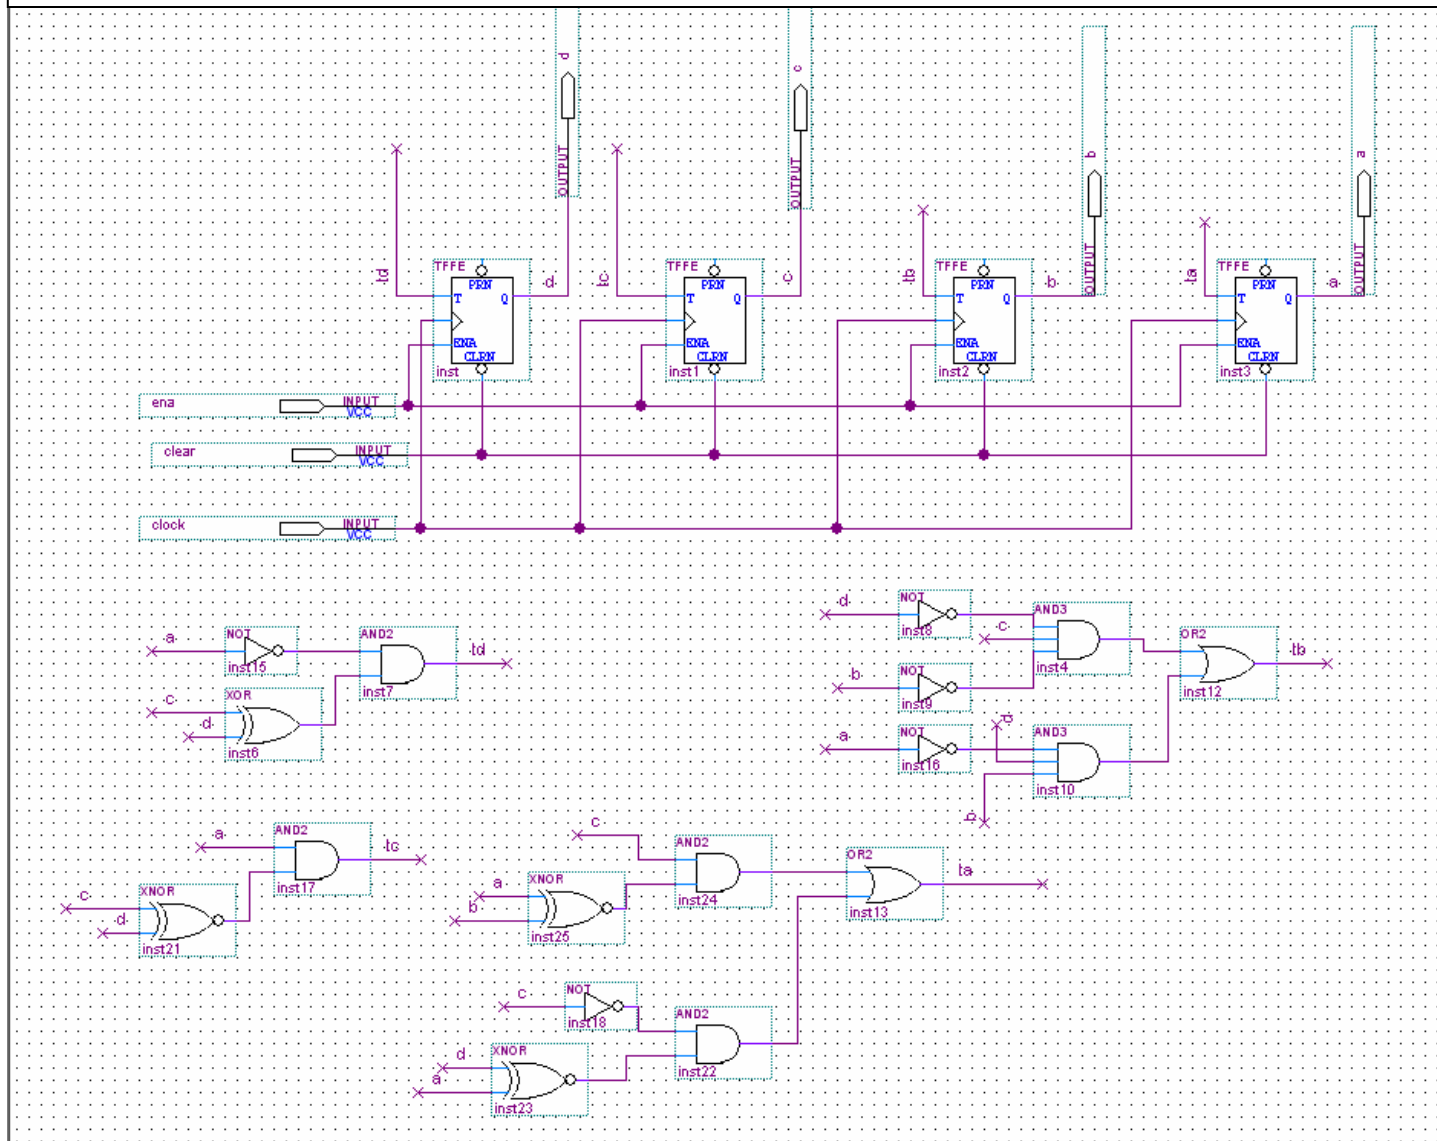 d
c
b
a
OUTPUT
OUTPUT
OUTPUT
OUTPUT
td
tc
tb
ta
TFFE
TFFE
TFFE
TFFE
PRN
PRN
PRN
PRN
d
c
b
a
T Q
T Q
T Q
T Q
ENA
ENA
ENA
ENA
CLRN
CLRN
CLRN
CLRN
inst
inst1
inst2
inst3
ena
INPUT
VCC
clear
INPUT
VCC
clock
INPUT
VCC
a
NOT
inst15
AND2
td
inst7
c
d
XOR
inst6
d
NOT
inst8
c
AND3
inst4
b
NOT
inst9
OR2
tb
inst12
a
NOT
inst16
d
AND3
inst10
b
a
AND2
tc
inst17
c
d
XNOR
inst21
c
AND2
inst24
a
b
XNOR
inst25
OR2
ta
inst13
c
NOT
inst18
AND2
inst22
d
a
XNOR
inst23